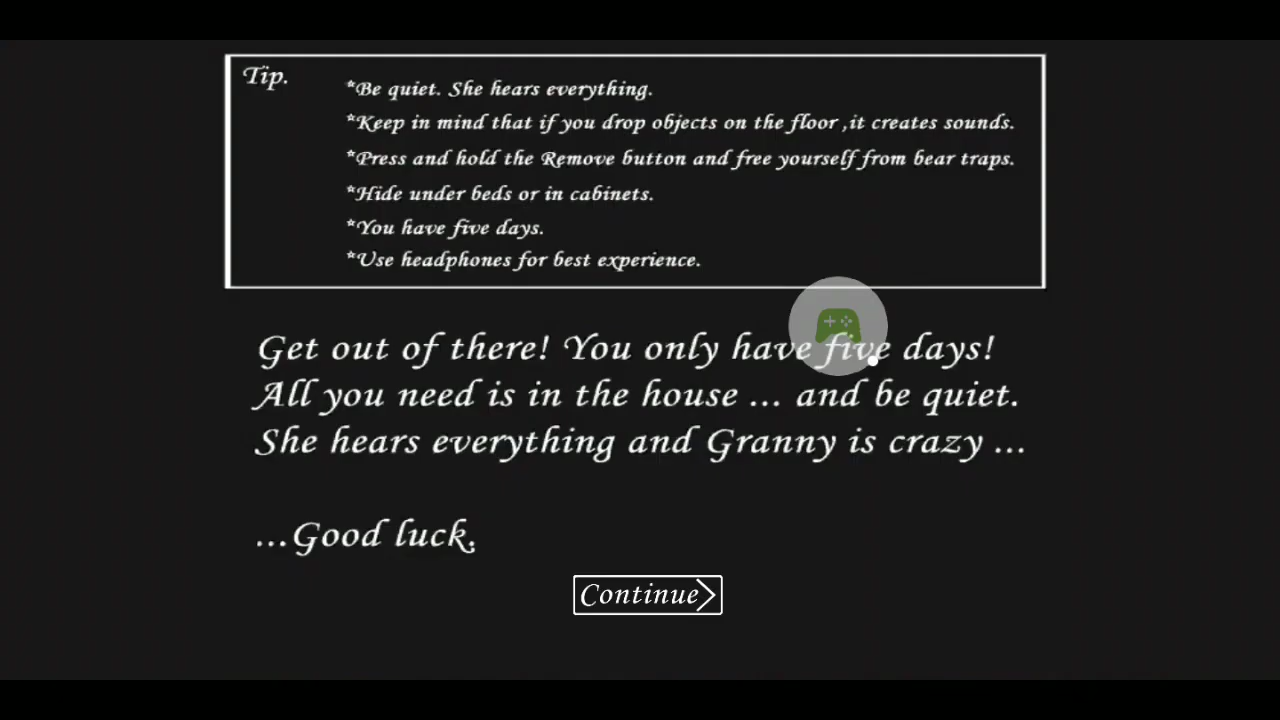 Tip.
*Be quiet. She hears everything.
*Keep in mind that if you drop objects on the floor ,it creates sounds.
*Press and hold the Remove button and free yourself from bear traps.
*Hide under beds or in cabinets.
*You have five days.
*Use headphones for best experience.
Get out of there! You only have five days!
All you need is in the house ... and be quiet.
She hears everything and Granny is crazy ...
...Good luck.
Continue>